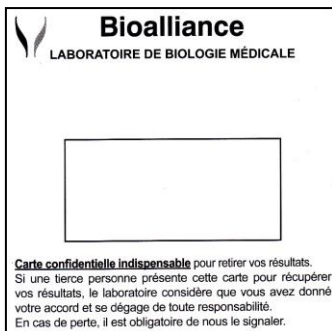 Bioalliance
LABORATOIRE DE BIOLOGIE MÉDICALE
Carte confidentielle indispensable pour retirer vos résultats.
Si une tierce personne présente cette carte pour récupérer
vos résultats, le laboratoire considère que vous avez donné
votre accord et se dégage de toute responsabilité.
En cas de perte, il est obligatoire de nous le signaler.